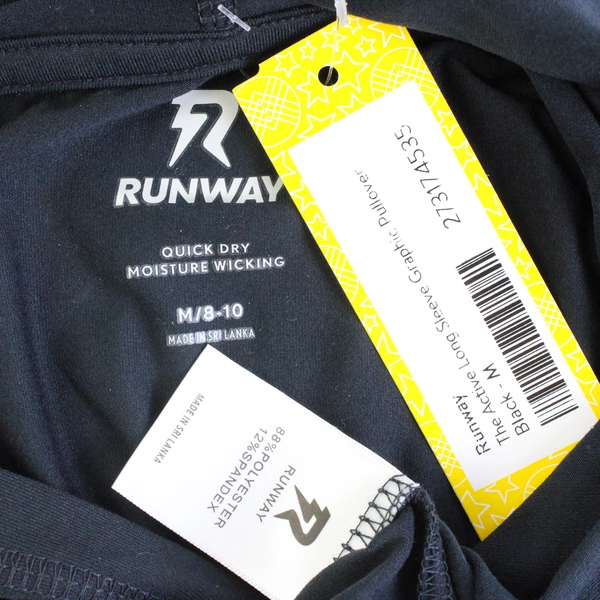 RUNWAY
QUICK DRY
MOISTURE WICKING
M/8-10
MADE IN SRI LANKA
Runway
The Active Long Sleeve Graphic Pullover
Black - M
273174535
RUNWAY
88%POLYESTER
12%SPANDEX
MADE IN SRI LANKA